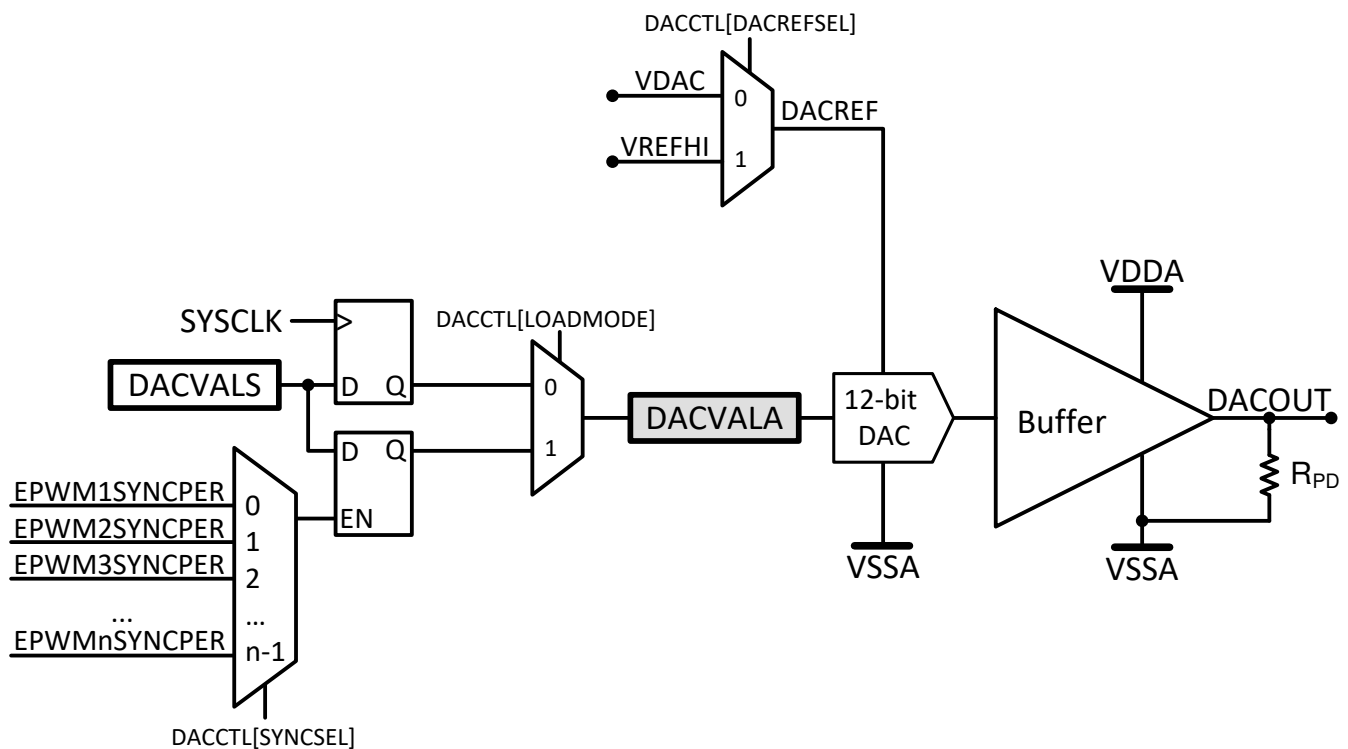 DACCTL[DACREFSEL]
VDAC
0
DACREF
VREFHI
1
VDDA
SYSCLK
DACCTL[LOADMODE]
DACVALS
D
Q
0
DACVALA
12-bit
DAC
Buffer
DACOUT
D
Q
1
RPD
EPWM1SYNCPER
0
EN
EPWM2SYNCPER
1
EPWM3SYNCPER
2
VSSA
VSSA
...
...
EPWMnSYNCPER
n-1
DACCTL[SYNCSEL]